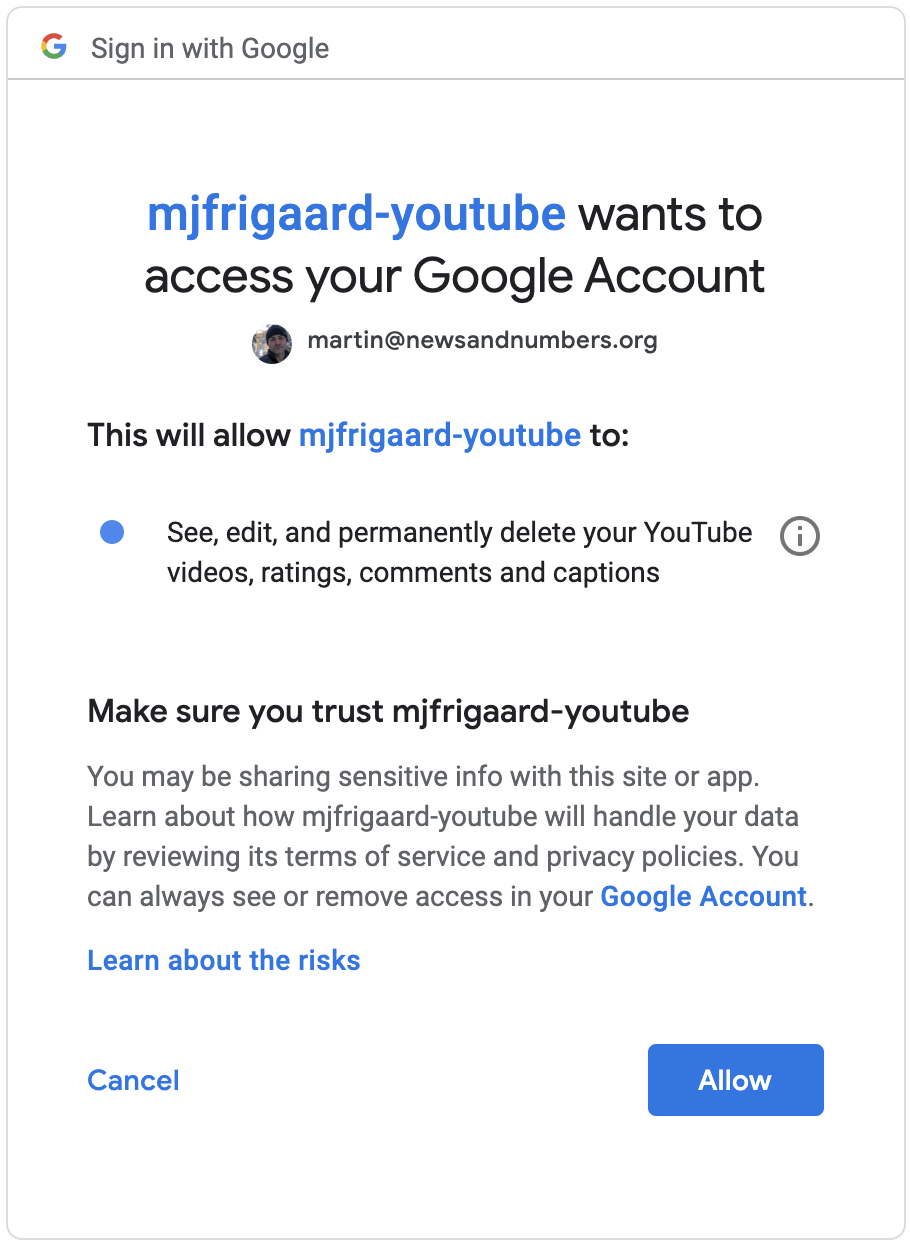 Sign in with Google
mjfrigaard-youtube wants to
access your Google Account
martin@newsandnumbers.org
This will allow mjfrigaard-youtube to:
See, edit, and permanently delete your YouTube
videos, ratings, comments and captions
Make sure you trust mjfrigaard-youtube
You may be sharing sensitive info with this site or app.
Learn about how mjfrigaard-youtube will handle your data
by reviewing its terms of service and privacy policies. You
can always see or remove access in your Google Account.
Learn about the risks
Cancel
Allow